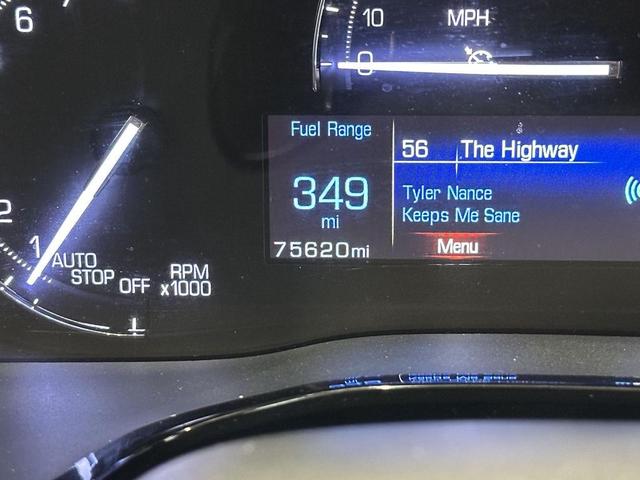 6
10
MPH
0
Fuel Range
56 The Highway
349
mi
Tyler Nance
Keeps Me Sane
75620mi
Menu
2
1
AUTO
STOP
OFF
RPM
x1000